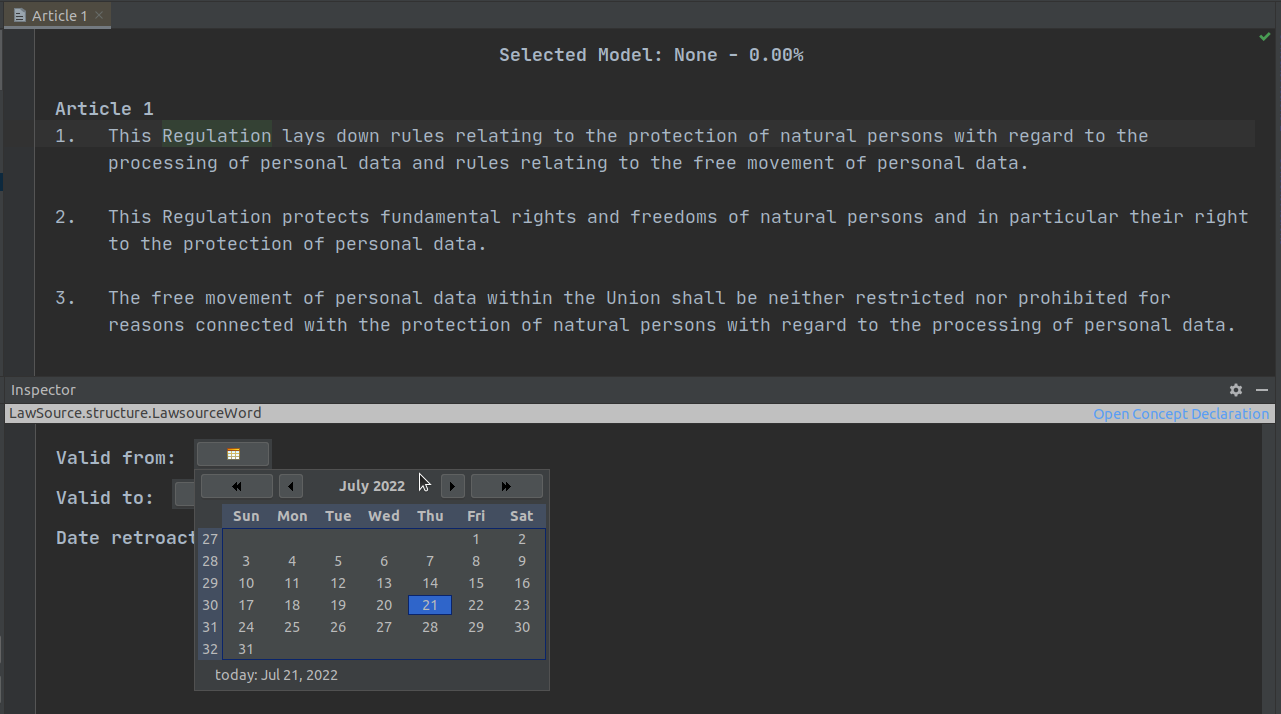 Article 1
Selected Model: None - 0.00%
Article 1
1. This Regulation lays down rules relating to the protection of natural persons with regard to the
processing of personal data and rules relating to the free movement of personal data.
2. This Regulation protects fundamental rights and freedoms of natural persons and in particular their right
to the protection of personal data.
3. The free movement of personal data within the Union shall be neither restricted nor prohibited for
reasons connected with the protection of natural persons with regard to the processing of personal data.
Inspector
LawSource.structure.LawsourceWord Open Concept Declaration
Valid from:
Valid to:
Date retroact
July 2022
Sun Mon Tue Wed Thu Fri Sat
27 1 2
28 3 4 5 6 7 8 9
29 10 11 12 13 14 15 16
30 17 18 19 20 21 22 23
31 24 25 26 27 28 29 30
32 31
today: Jul 21, 2022